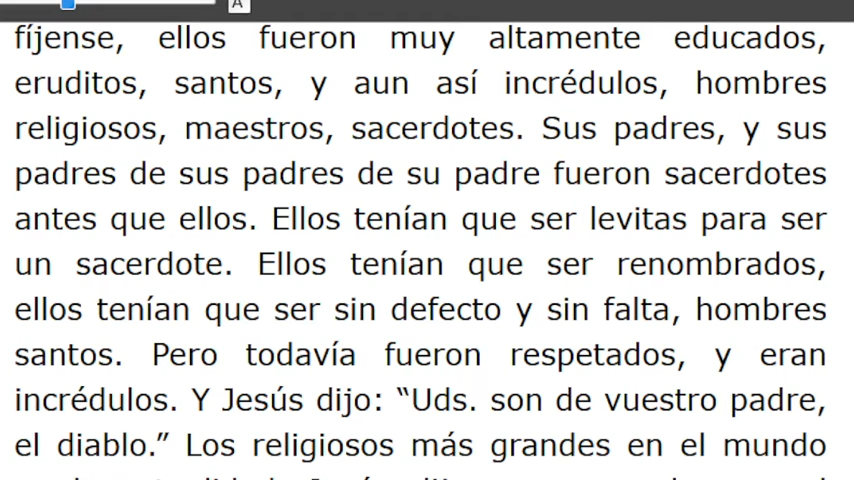 A
fíjense, ellos fueron muy altamente educados,
eruditos, santos, y aun así incrédulos, hombres
religiosos, maestros, sacerdotes. Sus padres, y sus
padres de sus padres de su padre fueron sacerdotes
antes que ellos. Ellos tenían que ser levitas para ser
un sacerdote. Ellos tenían que ser renombrados,
ellos tenían que ser sin defecto y sin falta, hombres
santos. Pero todavía fueron respetados, y eran
incrédulos. Y Jesús dijo: “Uds. son de vuestro padre,
el diablo.” Los religiosos más grandes en el mundo